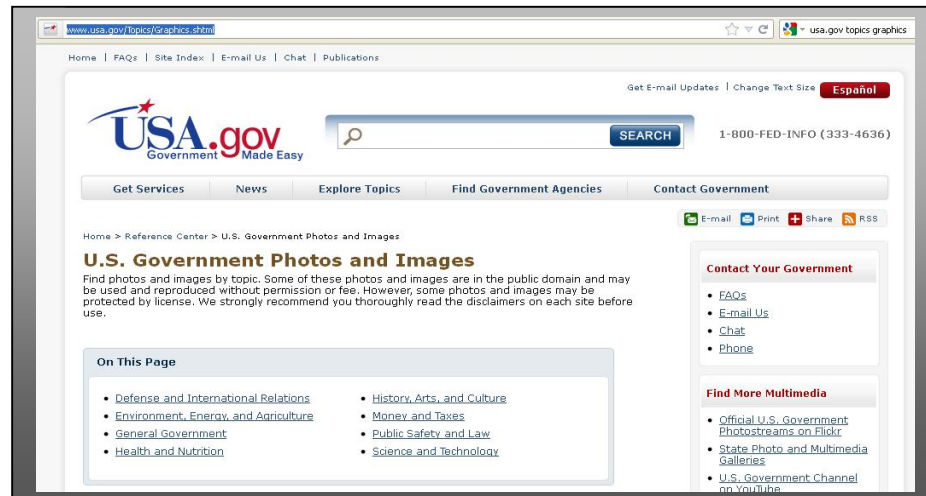 www.usa.gov/Topics/Graphics.shtml
usa.gov topics graphics
Home | FAQs | Site Index | E-mail Us | Chat | Publications
Get E-mail Updates | Change Text Size Español
USA.gov
Government Made Easy
SEARCH
1-800-FED-INFO (333-4636)
Get Services News Explore Topics Find Government Agencies Contact Government
E-mail Print Share RSS
Home > Reference Center > U.S. Government Photos and Images
U.S. Government Photos and Images
Find photos and images by topic. Some of these photos and images are in the public domain and may
be used and reproduced without permission or fee. However, some photos and images may be
protected by license. We strongly recommend you thoroughly read the disclaimers on each site before
use.
On This Page
• Defense and International Relations
• Environment, Energy, and Agriculture
• General Government
• Health and Nutrition
• History, Arts, and Culture
• Money and Taxes
• Public Safety and Law
• Science and Technology
Contact Your Government
• FAQs
• E-mail Us
• Chat
• Phone
Find More Multimedia
• Official U.S. Government
Photostreams on Flickr
• State Photo and Multimedia
Galleries
• U.S. Government Channel
on YouTube